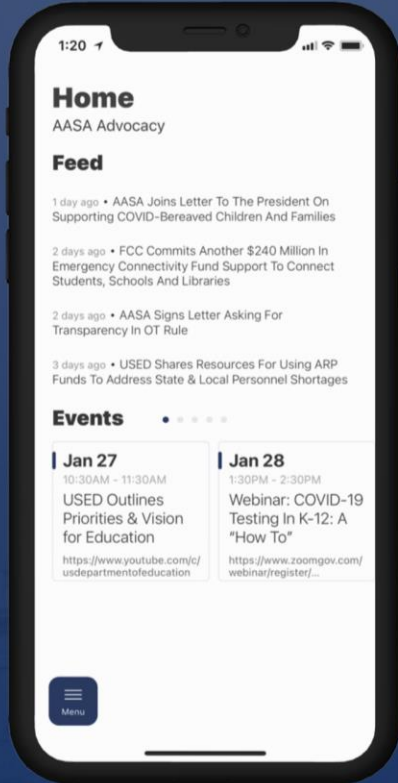 1:20
Home
AASA Advocacy
Feed
1 day ago • AASA Joins Letter To The President On
Supporting COVID-Bereaved Children And Families
2 days ago • FCC Commits Another $240 Million In
Emergency Connectivity Fund Support To Connect
Students, Schools And Libraries
2 days ago • AASA Signs Letter Asking For
Transparency In OT Rule
3 days ago • USED Shares Resources For Using ARP
Funds To Address State & Local Personnel Shortages
Events
Jan 27
10:30AM - 11:30AM
USED Outlines
Priorities & Vision
for Education
https://www.youtube.com/c/
usdepartmentofeducation
Jan 28
1:30PM - 2:30PM
Webinar: COVID-19
Testing In K-12: A
“How To”
https://www.zoomgov.com/
webinar/register/...
Menu